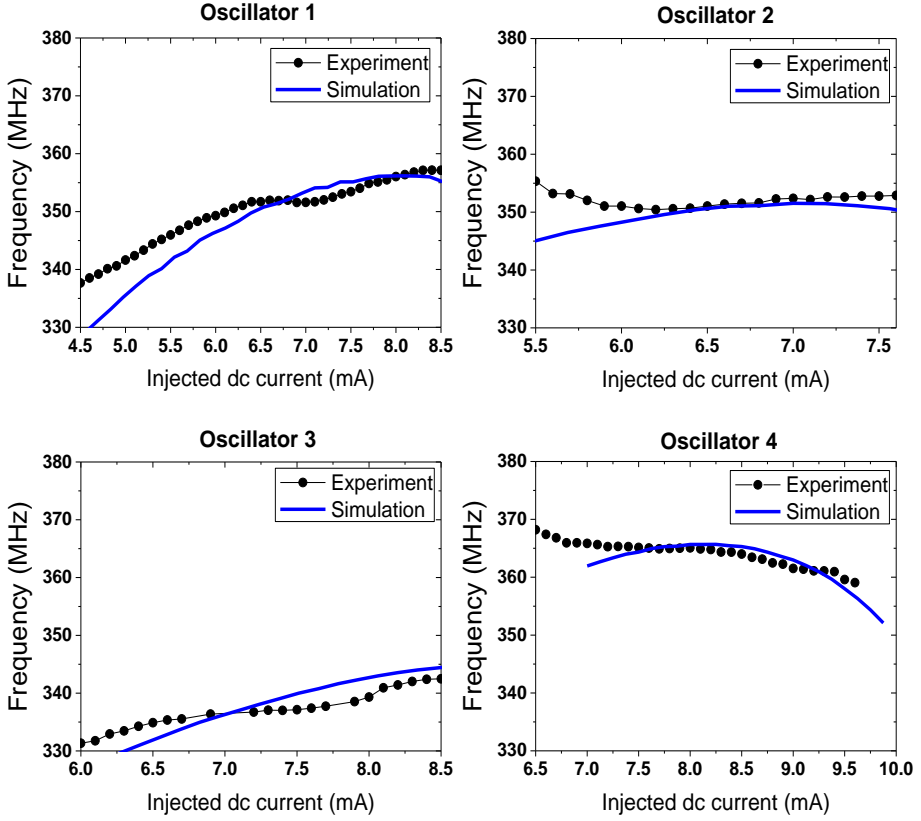 Oscillator 1
380
370
360
350
340
330
Frequency (MHz)
Experiment
Simulation
4.5 5.0 5.5 6.0 6.5 7.0 7.5 8.0 8.5
Injected dc current (mA)
Oscillator 2
380
370
360
350
340
330
Frequency (MHz)
Experiment
Simulation
5.5 6.0 6.5 7.0 7.5
Injected dc current (mA)
Oscillator 3
380
370
360
350
340
330
Frequency (MHz)
Experiment
Simulation
6.0 6.5 7.0 7.5 8.0 8.5
Injected dc current (mA)
Oscillator 4
380
370
360
350
340
330
Frequency (MHz)
Experiment
Simulation
6.5 7.0 7.5 8.0 8.5 9.0 9.5 10.0
Injected dc current (mA)